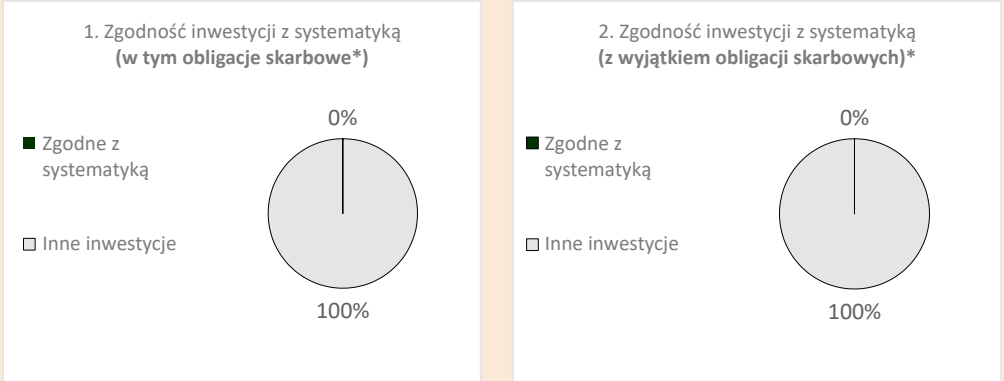 1. Zgodność inwestycji z systematyką
(w tym obligacje skarbowe*)
0%
Zgodne z
systematyką
Inne inwestycje
100%
2. Zgodność inwestycji z systematyką
(z wyjątkiem obligacji skarbowych)*
0%
Zgodne z
systematyką
Inne inwestycje
100%